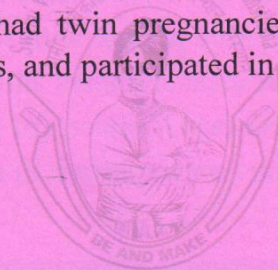 had twin pregnancie
s, and participated in
BE AND MAKE